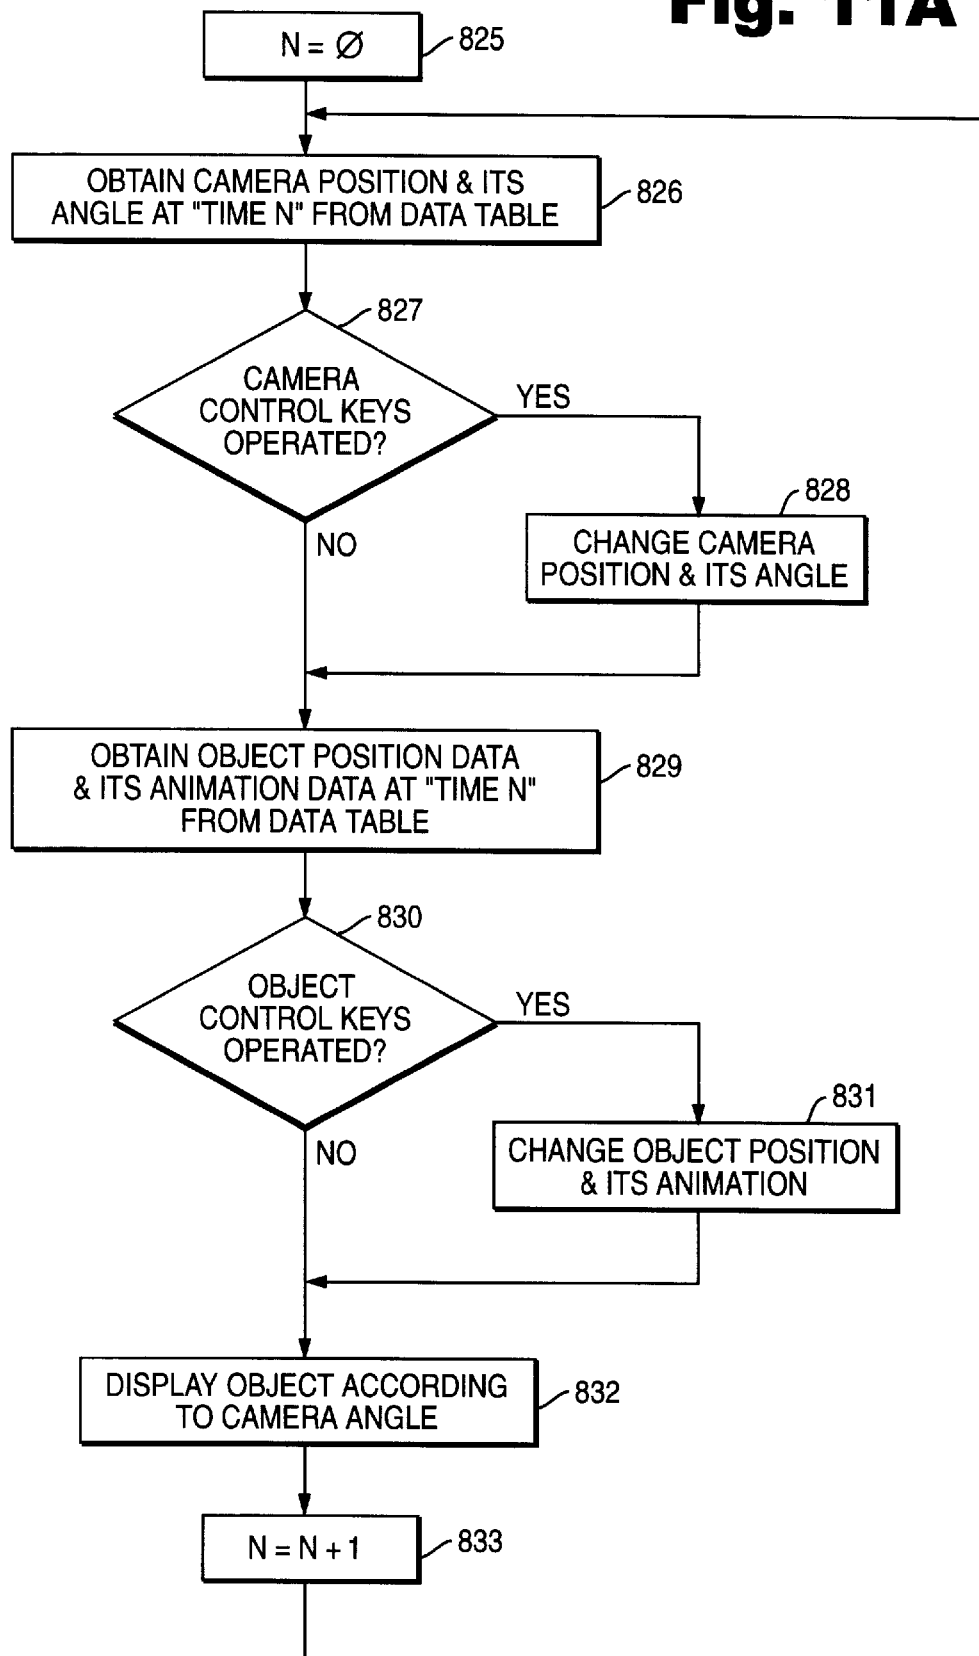 Fig. 11A
N = Ø
825
OBTAIN CAMERA POSITION & ITS
ANGLE AT "TIME N" FROM DATA TABLE
826
827
CAMERA
CONTROL KEYS
OPERATED?
YES
NO
828
CHANGE CAMERA
POSITION & ITS ANGLE
OBTAIN OBJECT POSITION DATA
& ITS ANIMATION DATA AT "TIME N"
FROM DATA TABLE
829
830
OBJECT
CONTROL KEYS
OPERATED?
YES
NO
831
CHANGE OBJECT POSITION
& ITS ANIMATION
DISPLAY OBJECT ACCORDING
TO CAMERA ANGLE
832
N = N + 1
833